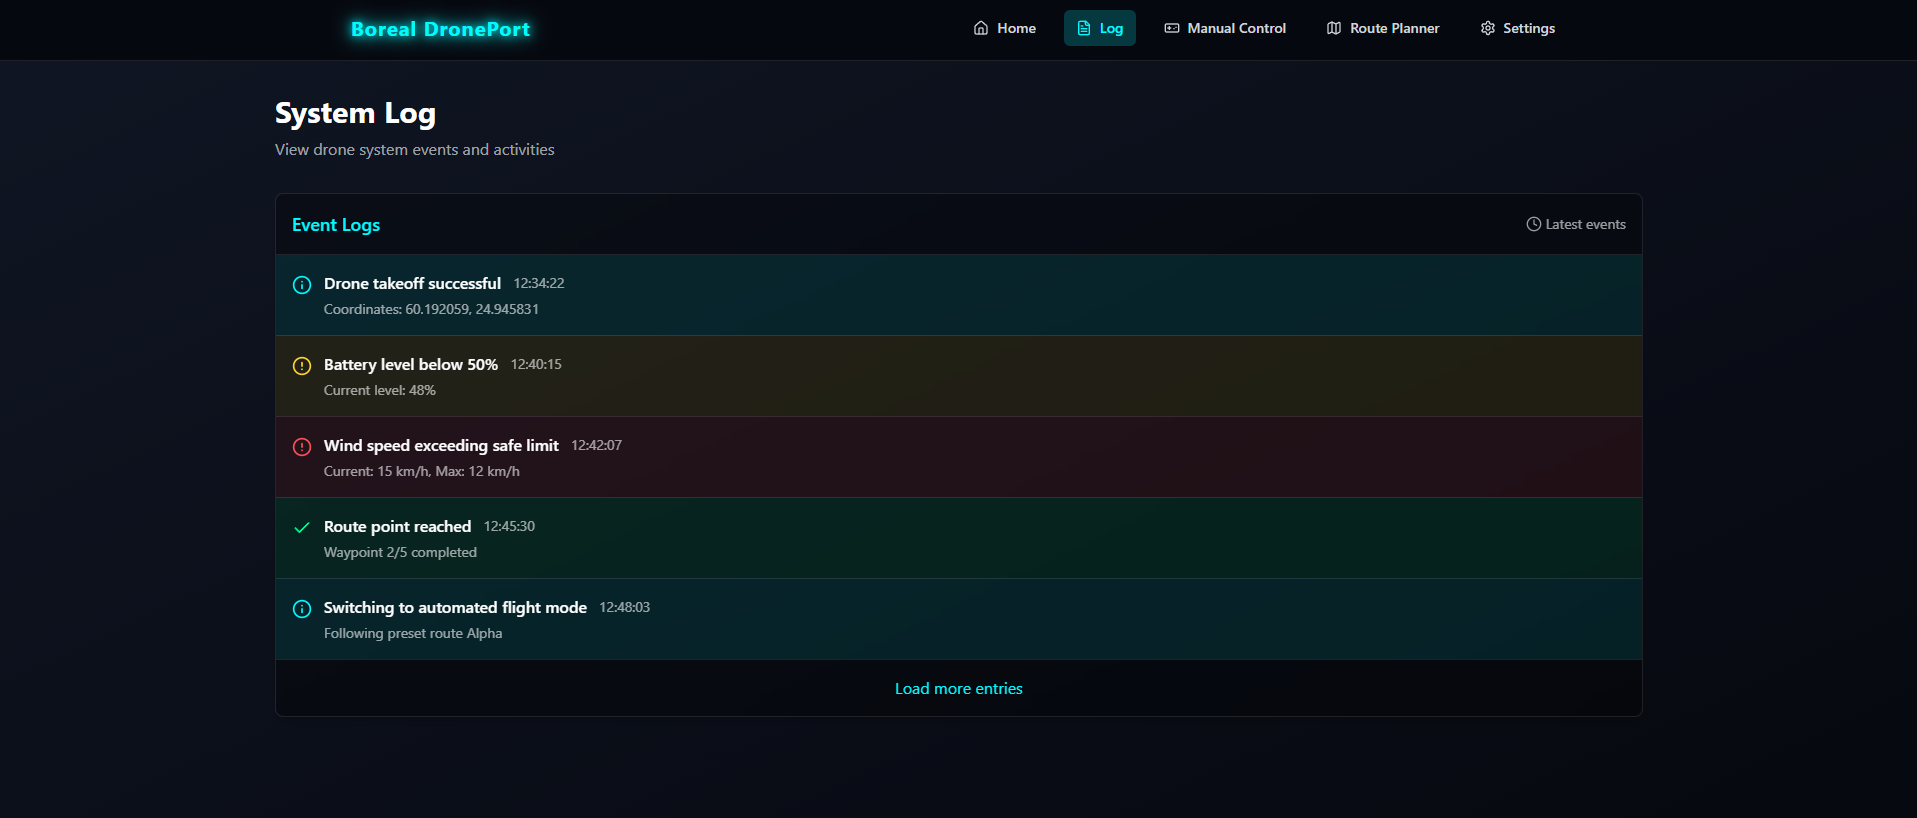 Boreal DronePort
Home
Log
Manual Control
Route Planner
Settings
System Log
View drone system events and activities
Event Logs
Latest events
Drone takeoff successful 12:34:22
Coordinates: 60.192059, 24.945831
Battery level below 50% 12:40:15
Current level: 48%
Wind speed exceeding safe limit 12:42:07
Current: 15 km/h, Max: 12 km/h
Route point reached 12:45:30
Waypoint 2/5 completed
Switching to automated flight mode 12:48:03
Following preset route Alpha
Load more entries